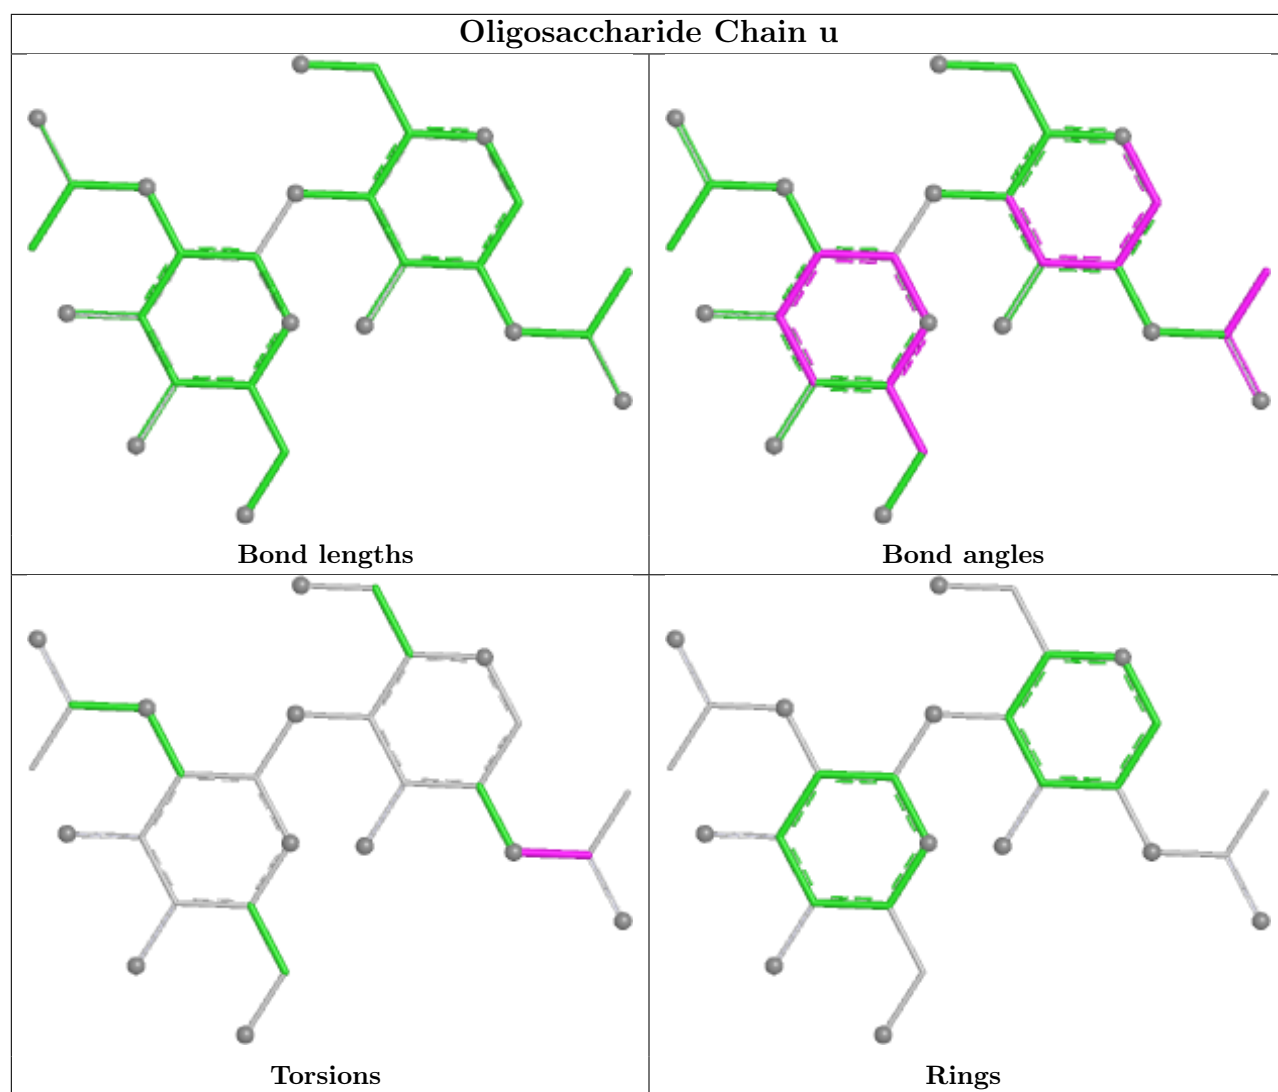 Oligosaccharide Chain u
Bond lengths
Bond angles
Torsions
Rings